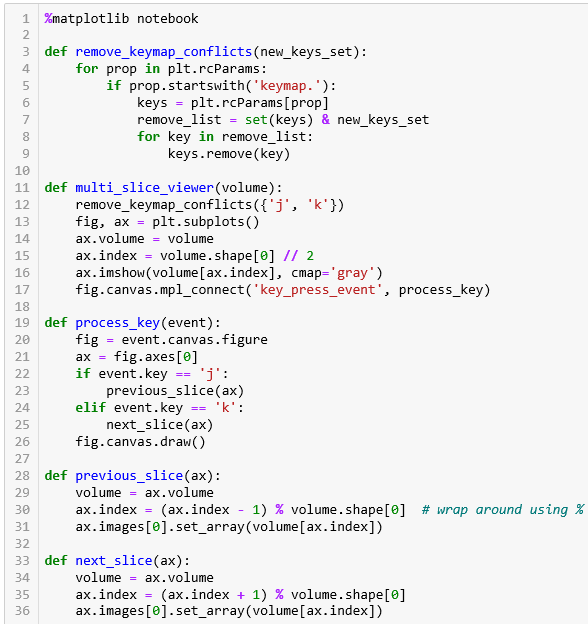 1 %matplotlib notebook
2
3 def remove_keymap_conflicts(new_keys_set):
4     for prop in plt.rcParams:
5         if prop.startswith('keymap.'):
6             keys = plt.rcParams[prop]
7             remove_list = set(keys) & new_keys_set
8             for key in remove_list:
9                 keys.remove(key)
10
11 def multi_slice_viewer(volume):
12     remove_keymap_conflicts({'j', 'k'})
13     fig, ax = plt.subplots()
14     ax.volume = volume
15     ax.index = volume.shape[0] // 2
16     ax.imshow(volume[ax.index], cmap='gray')
17     fig.canvas.mpl_connect('key_press_event', process_key)
18
19 def process_key(event):
20     fig = event.canvas.figure
21     ax = fig.axes[0]
22     if event.key == 'j':
23         previous_slice(ax)
24     elif event.key == 'k':
25         next_slice(ax)
26     fig.canvas.draw()
27
28 def previous_slice(ax):
29     volume = ax.volume
30     ax.index = (ax.index - 1) % volume.shape[0]  # wrap around using %
31     ax.images[0].set_array(volume[ax.index])
32
33 def next_slice(ax):
34     volume = ax.volume
35     ax.index = (ax.index + 1) % volume.shape[0]
36     ax.images[0].set_array(volume[ax.index])